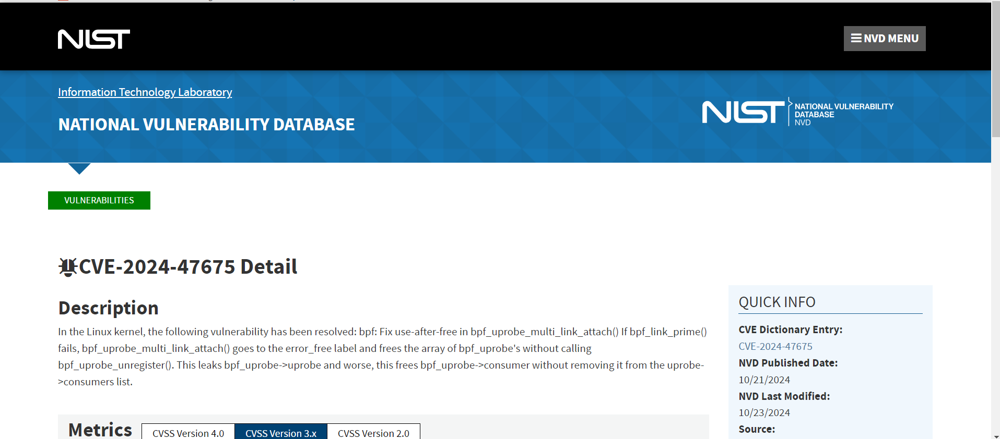 NIST
NVD MENU
Information Technology Laboratory
NATIONAL VULNERABILITY DATABASE
NIST
NATIONAL VULNERABILITY
DATABASE
NVD
VULNERABILITIES
CVE-2024-47675 Detail
Description
In the Linux kernel, the following vulnerability has been resolved: bpf: Fix use-after-free in bpf_uprobe_multi_link_attach() If bpf_link_prime()
fails, bpf_uprobe_multi_link_attach() goes to the error_free label and frees the array of bpf_uprobe's without calling
bpf_uprobe_unregister(). This leaks bpf_uprobe->uprobe and worse, this frees bpf_uprobe->consumer without removing it from the uprobe-
>consumers list.
Metrics
CVSS Version 4.0
CVSS Version 3.x
CVSS Version 2.0
QUICK INFO
CVE Dictionary Entry:
CVE-2024-47675
NVD Published Date:
10/21/2024
NVD Last Modified:
10/23/2024
Source: